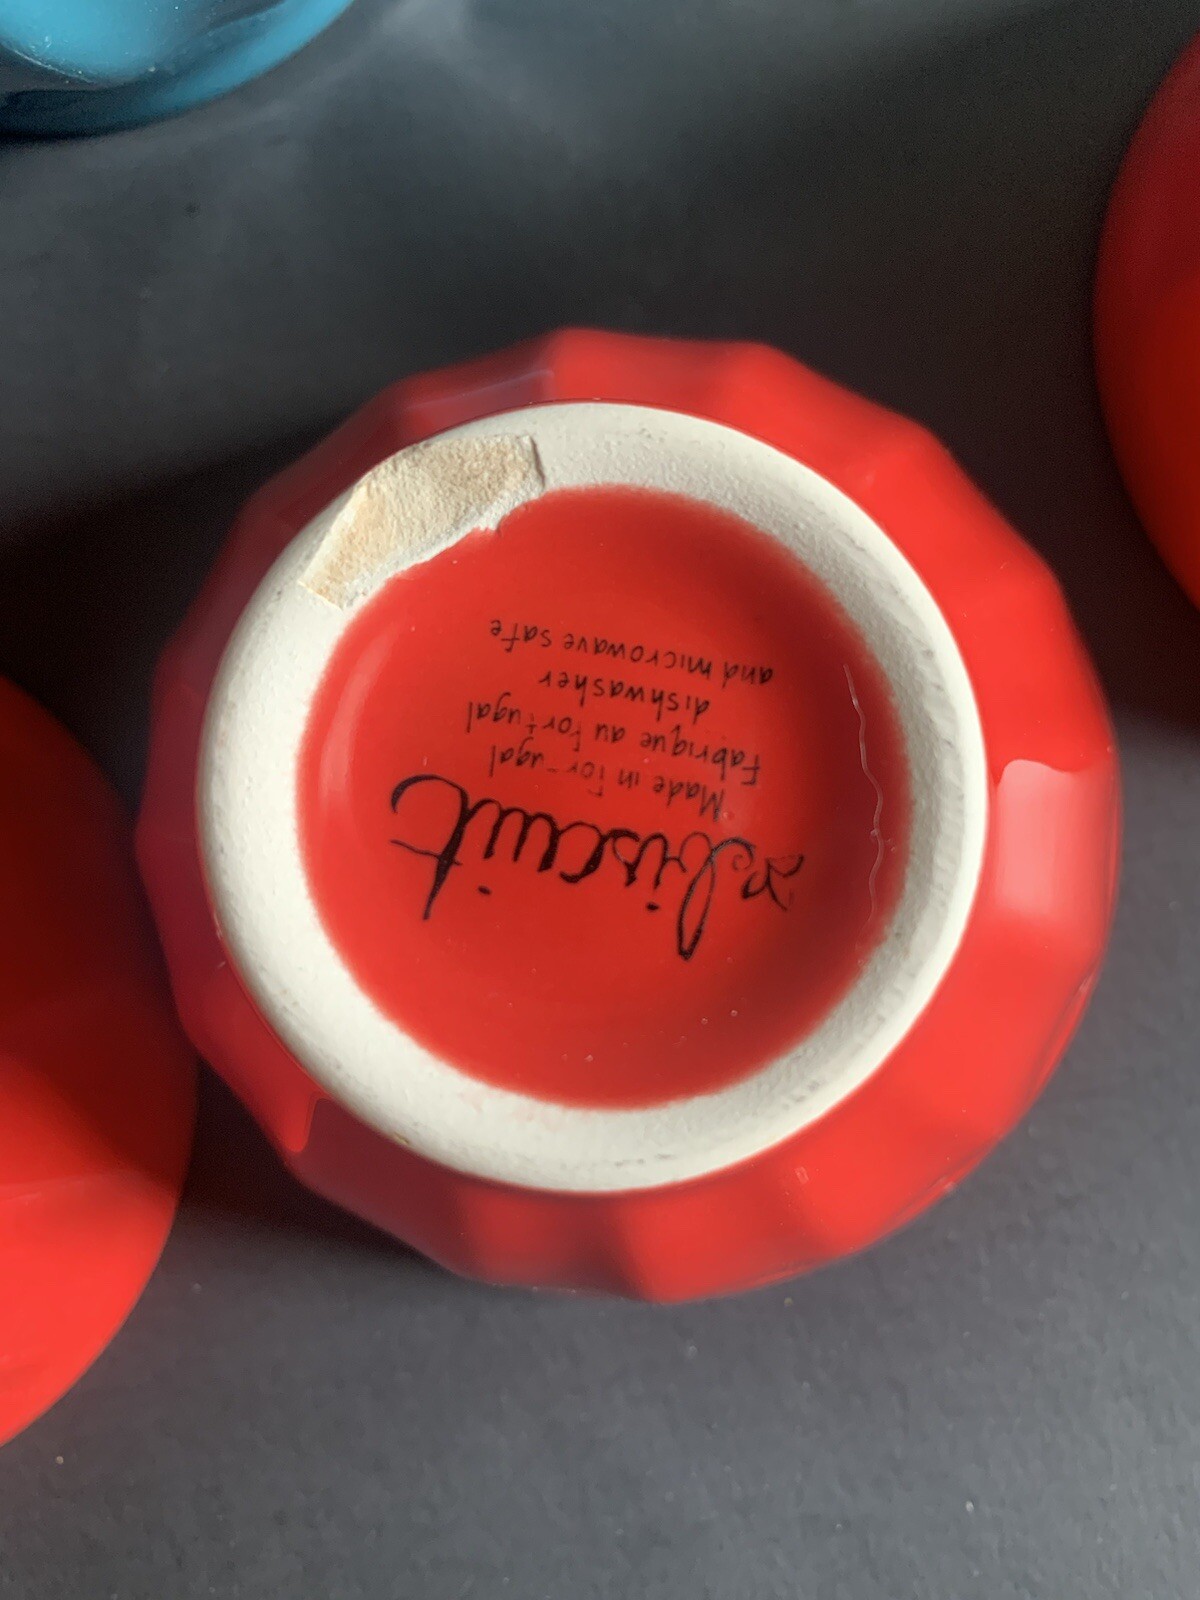 biscuit
Made in Portugal
Fabrique au Portugal
dishwasher
and microwave safe